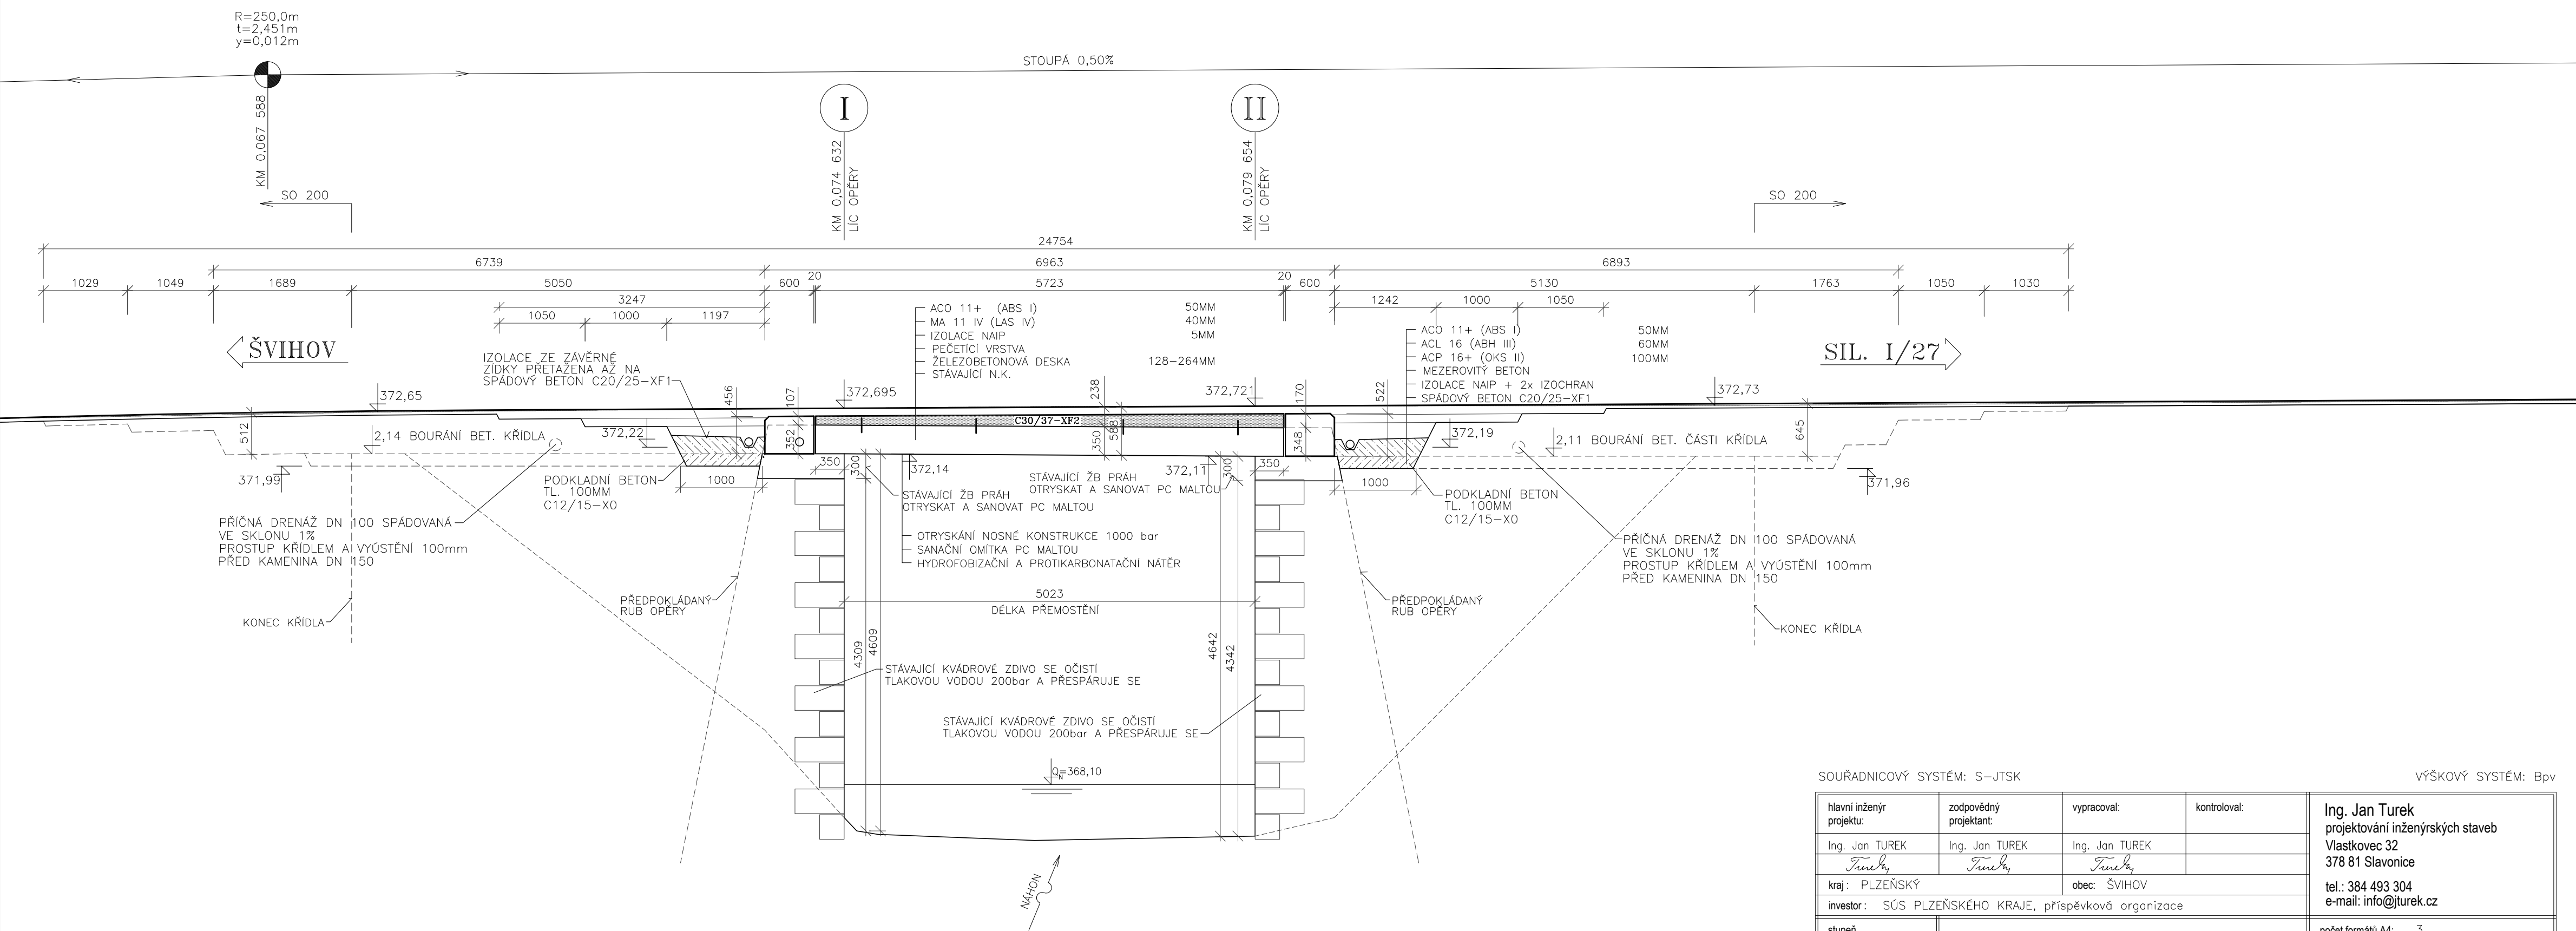 R=250,0m
t=2,451m
y=0,012m
STOUPÁ 0,50%
KM 0,067 588
I
II
KM 0,074 632
LÍC OPĚRY
KM 0,079 654
LÍC OPĚRY
SO 200
SO 200
24754
6739
6963
6893
1029
1049
1689
5050
600
20
5723
20
600
5130
1763
1050
1030
3247
1050
1000
1197
1242
1000
1050
ŠVIHOV
SIL. I/27
ACO 11+ (ABS I) 50MM
MA 11 IV (LAS IV) 40MM
IZOLACE NAIP 5MM
PEČETÍCÍ VRSTVA
ŽELEZOBETONOVÁ DESKA 128-264MM
STÁVAJÍCÍ N.K.
ACO 11+ (ABS I) 50MM
ACL 16 (ABH III) 60MM
ACP 16+ (OKS II) 100MM
MEZEROVITÝ BETON
IZOLACE NAIP + 2x IZOCHRAN
SPÁDOVÝ BETON C20/25-XF1
IZOLACE ZE ZÁVĚRNÉ
ZÍDKY PŘETAŽENA AŽ NA
SPÁDOVÝ BETON C20/25-XF1
372,65
456
107
372,695
238
372,721
170
522
372,73
C30/37-XF2
512
2,14 BOURÁNÍ BET. KŘÍDLA
372,22
352
350
588
348
372,19
2,11 BOURÁNÍ BET. ČÁSTI KŘÍDLA
645
371,99
350
300
372,14
372,11
300
350
371,96
1000
1000
PODKLADNÍ BETON
TL. 100MM
C12/15-X0
STÁVAJÍCÍ ŽB PRÁH
OTRYSKAT A SANOVAT PC MALTOU
STÁVAJÍCÍ ŽB PRÁH
OTRYSKAT A SANOVAT PC MALTOU
PODKLADNÍ BETON
TL. 100MM
C12/15-X0
PŘÍČNÁ DRENÁŽ DN 100 SPÁDOVANÁ
VE SKLONU 1%
PROSTUP KŘÍDLEM A VYÚSTĚNÍ 100mm
PŘED KAMENINA DN 150
OTRYSKÁNÍ NOSNÉ KONSTRUKCE 1000 bar
SANAČNÍ OMÍTKA PC MALTOU
HYDROFOBIZAČNÍ A PROTIKARBONATAČNÍ NÁTĚR
PŘÍČNÁ DRENÁŽ DN 100 SPÁDOVANÁ
VE SKLONU 1%
PROSTUP KŘÍDLEM A VYÚSTĚNÍ 100mm
PŘED KAMENINA DN 150
PŘEDPOKLÁDANÝ
RUB OPĚRY
5023
DÉLKA PŘEMOSTĚNÍ
PŘEDPOKLÁDANÝ
RUB OPĚRY
KONEC KŘÍDLA
KONEC KŘÍDLA
4309
4609
4642
4342
STÁVAJÍCÍ KVÁDROVÉ ZDIVO SE OČISTÍ
TLAKOVOU VODOU 200bar A PŘESPÁRUJE SE
STÁVAJÍCÍ KVÁDROVÉ ZDIVO SE OČISTÍ
TLAKOVOU VODOU 200bar A PŘESPÁRUJE SE
QN=368,10
NÁHON
SOUŘADNICOVÝ SYSTÉM: S-JTSK
VÝŠKOVÝ SYSTÉM: Bpv
hlavní inženýr
projektu:
zodpovědný
projektant:
vypracoval:
kontroloval:
Ing. Jan TUREK
Ing. Jan TUREK
Ing. Jan TUREK
Turek
Turek
Turek
kraj: PLZEŇSKÝ
obec: ŠVIHOV
investor: SÚS PLZEŇSKÉHO KRAJE, příspěvková organizace
Ing. Jan Turek
projektování inženýrských staveb
Vlastkovec 32
378 81 Slavonice
tel.: 384 493 304
e-mail: info@jturek.cz
stupeň
počet formátů A4: 3